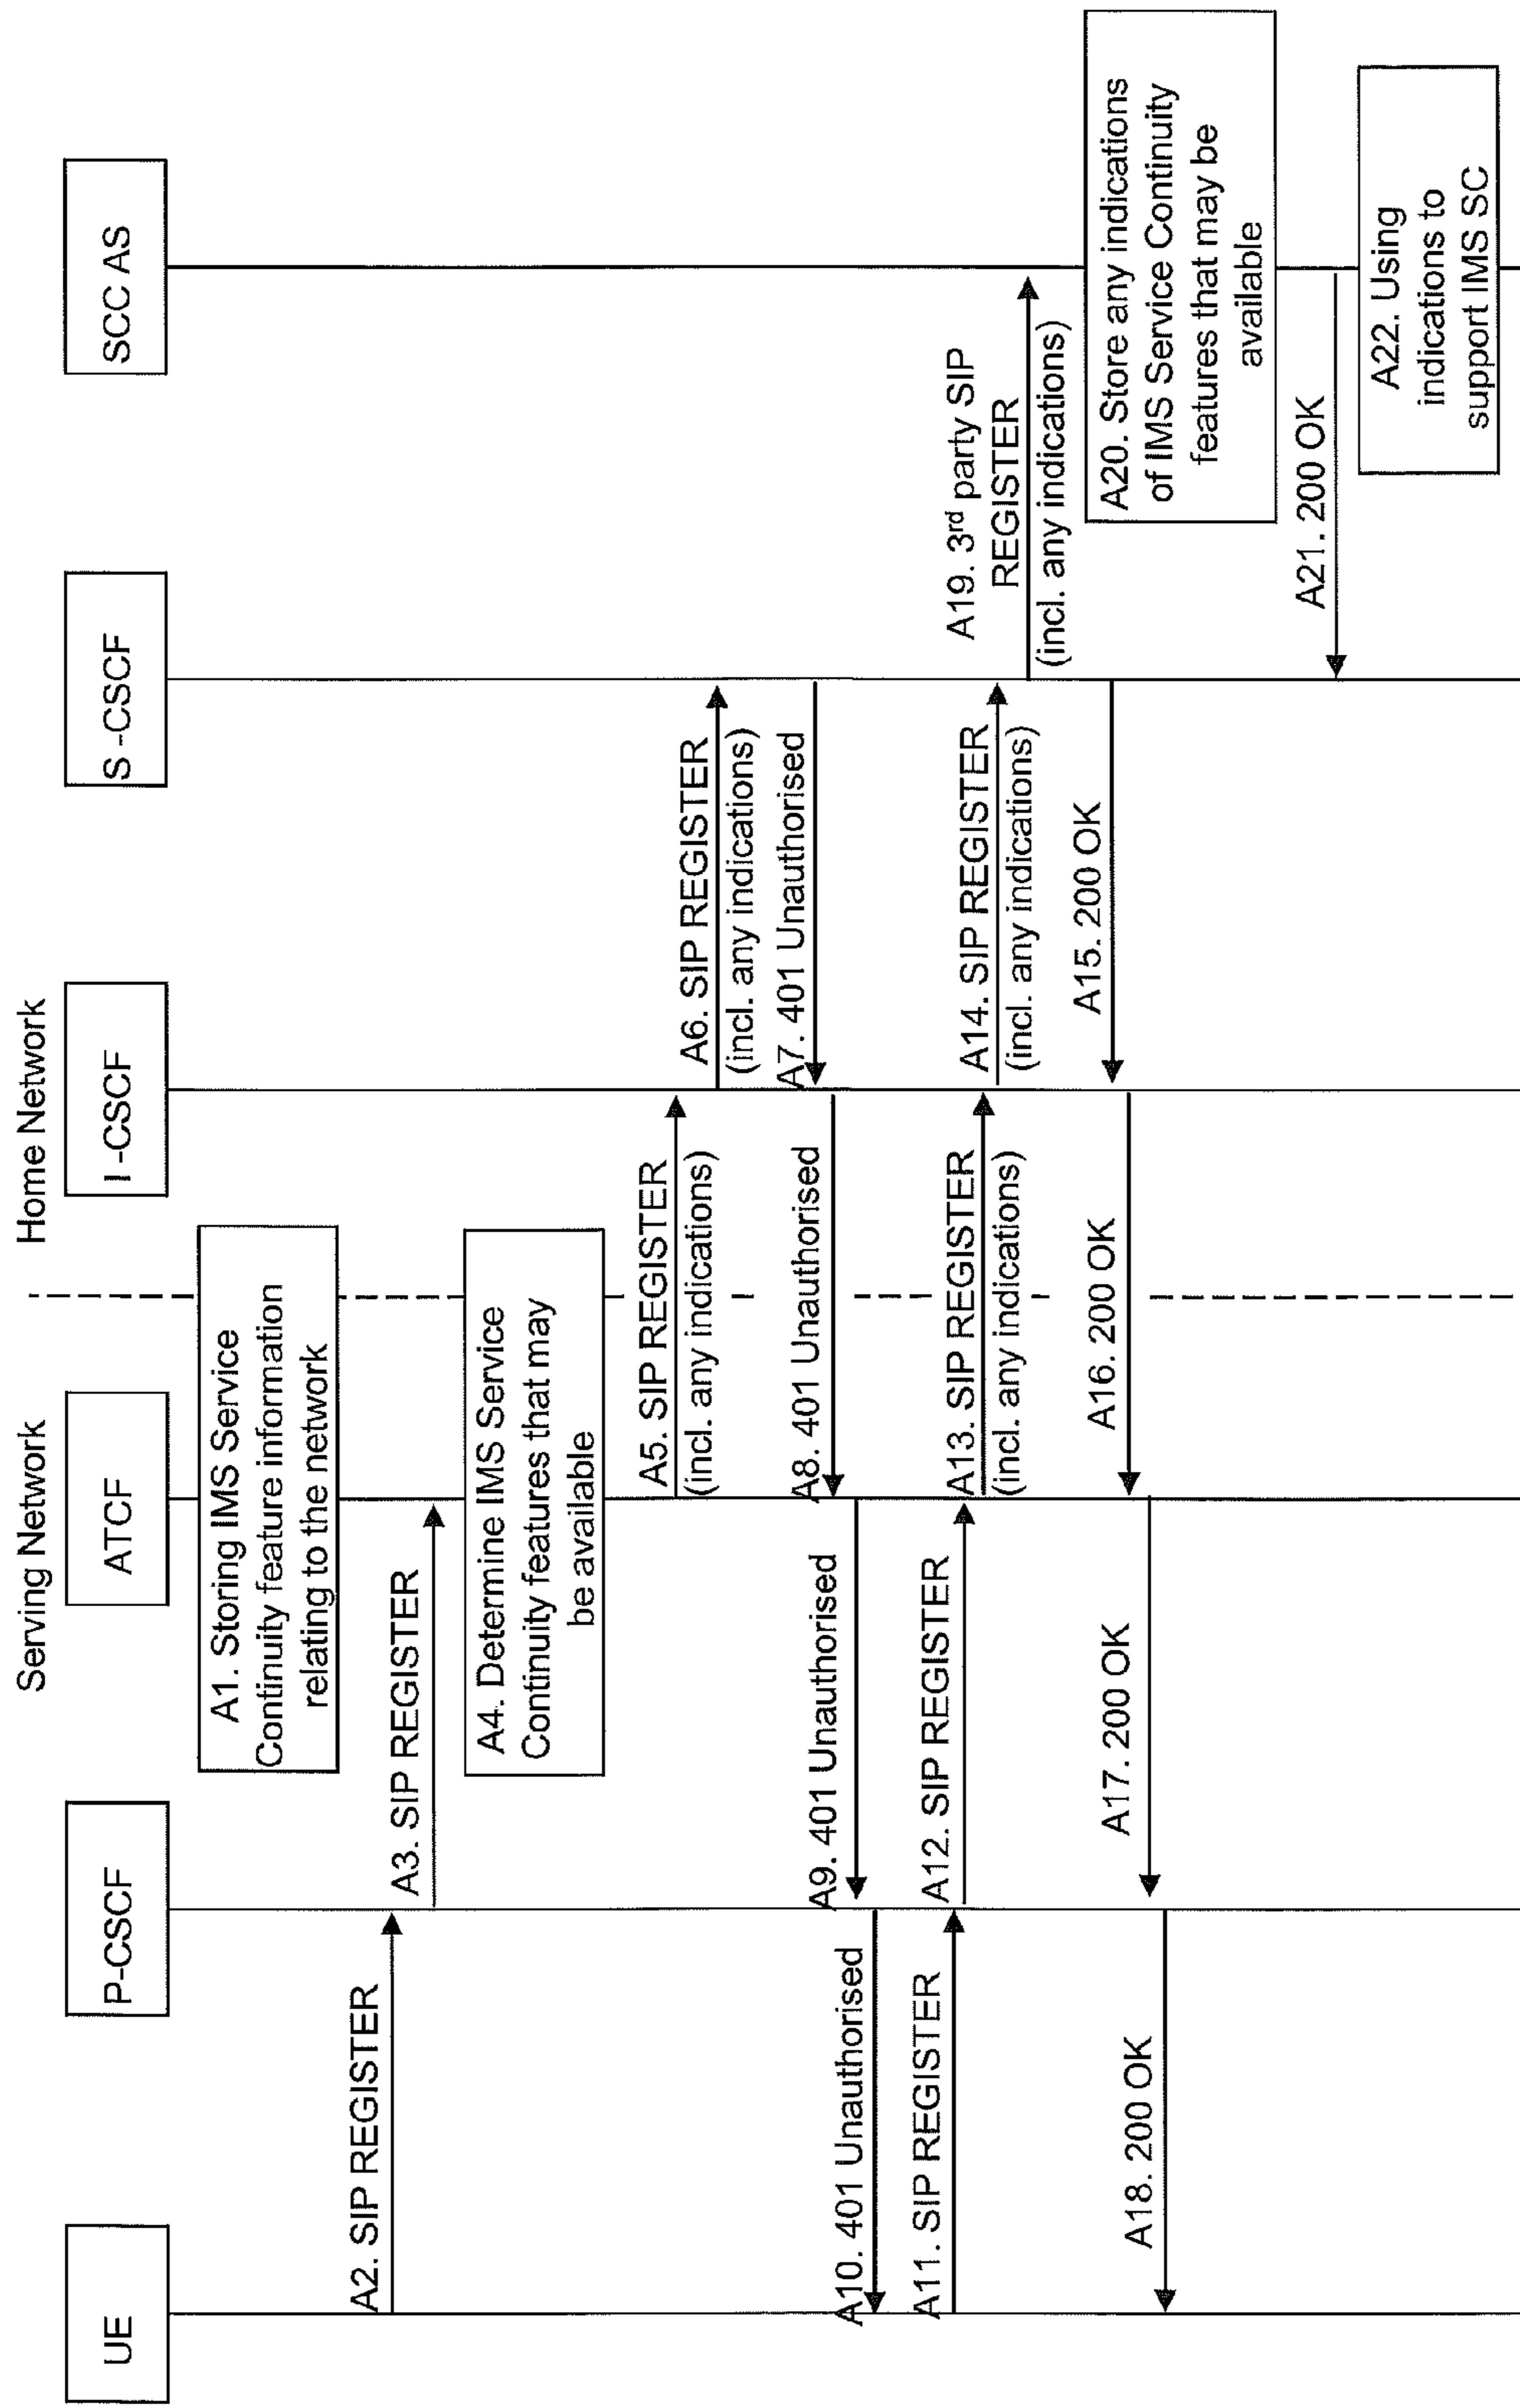 Serving Network
Home Network
UE
P-CSCF
ATCF
I -CSCF
S -CSCF
SCC AS
A1. Storing IMS Service
Continuity feature information
relating to the network
A2. SIP REGISTER
A3. SIP REGISTER
A4. Determine IMS Service
Continuity features that may
be available
A5. SIP REGISTER
(incl. any indications)
A6. SIP REGISTER
(incl. any indications)
A7. 401 Unauthorised
A8. 401 Unauthorised
A9. 401 Unauthorised
A10. 401 Unauthorised
A11. SIP REGISTER
A12. SIP REGISTER
A13. SIP REGISTER
(incl. any indications)
A14. SIP REGISTER
(incl. any indications)
A15. 200 OK
A16. 200 OK
A17. 200 OK
A18. 200 OK
A19. 3rd party SIP
REGISTER
(incl. any indications)
A20. Store any indications
of IMS Service Continuity
features that may be
available
A21. 200 OK
A22. Using
indications to
support IMS SC